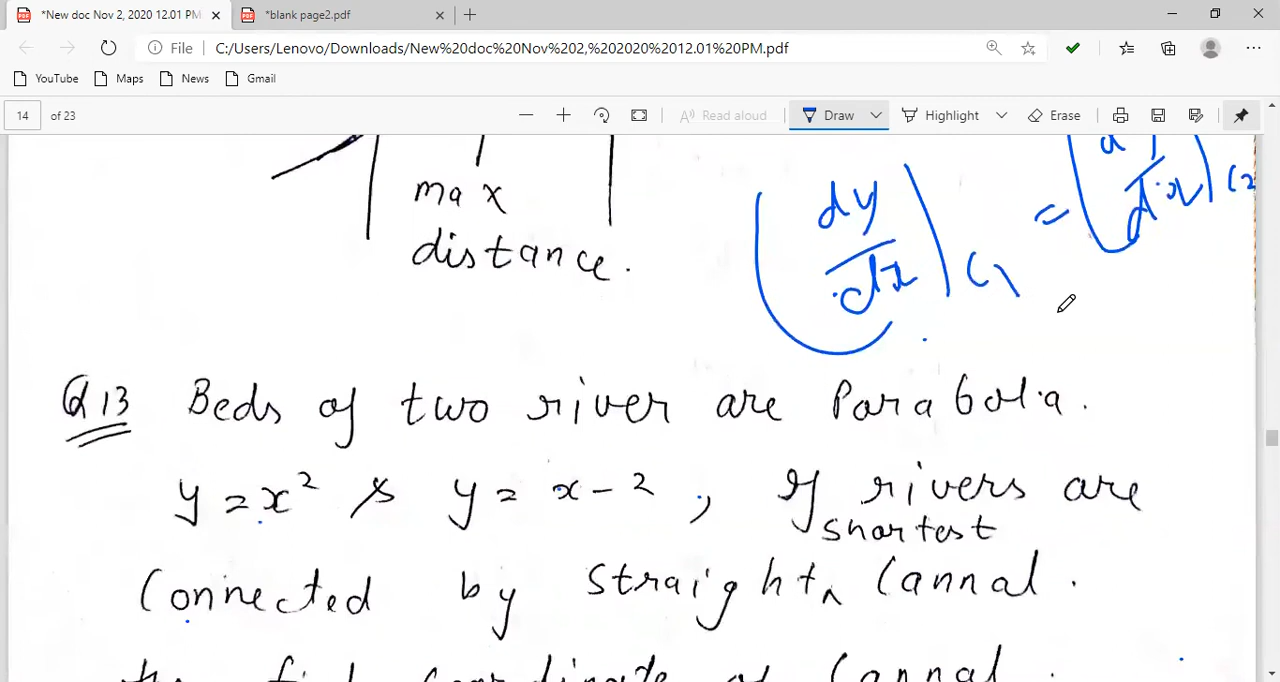 *New doc Nov 2, 2020 12.01 PM.
*blank page2.pdf
File C:/Users/Lenovo/Downloads/New%20doc%20Nov%202,%202020%2012.01%20PM.pdf
YouTube Maps News Gmail
14 of 23 Read aloud Draw Highlight Erase
max
distance.
dy
dx C1
=
dx C2
Q13 Beds of two river are Parabola.
y = x² & y = x - 2 , If rivers are
shortest
Connected by straight ^ Cannal.
Cannal.